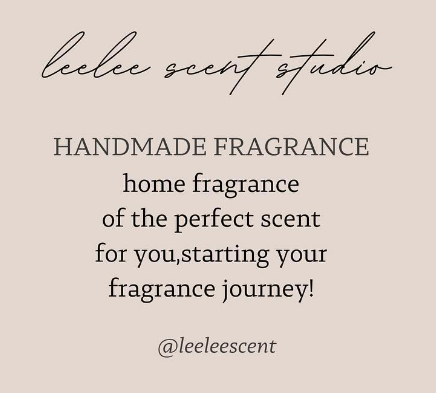 leelee scent studio
HANDMADE FRAGRANCE
home fragrance
of the perfect scent
for you,starting your
fragrance journey!
@leeleescent